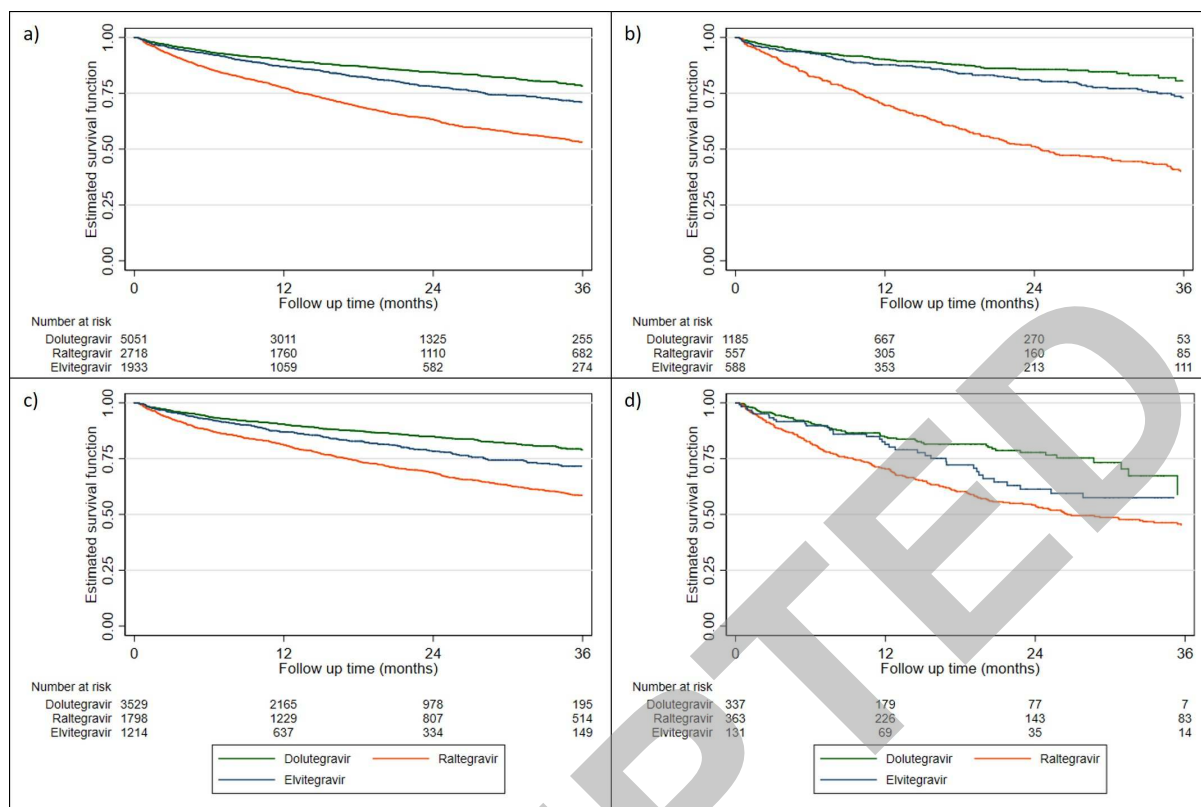 a)
Estimated survival function
1.00
0.75
0.50
0.25
0.00
0 12 24 36
Follow up time (months)
Number at risk
Dolutegravir 5051 3011 1325 255
Raltegravir 2718 1760 1110 682
Elvitegravir 1933 1059 582 274
b)
Estimated survival function
1.00
0.75
0.50
0.25
0.00
0 12 24 36
Follow up time (months)
Number at risk
Dolutegravir 1185 667 270 53
Raltegravir 557 305 160 85
Elvitegravir 588 353 213 111
c)
Estimated survival function
1.00
0.75
0.50
0.25
0.00
0 12 24 36
Follow up time (months)
Number at risk
Dolutegravir 3529 2165 978 195
Raltegravir 1798 1229 807 514
Elvitegravir 1214 637 334 149
Dolutegravir Raltegravir
Elvitegravir
d)
Estimated survival function
1.00
0.75
0.50
0.25
0.00
0 12 24 36
Follow up time (months)
Number at risk
Dolutegravir 337 179 77 7
Raltegravir 363 226 143 83
Elvitegravir 131 69 35 14
Dolutegravir Raltegravir
Elvitegravir
PTED